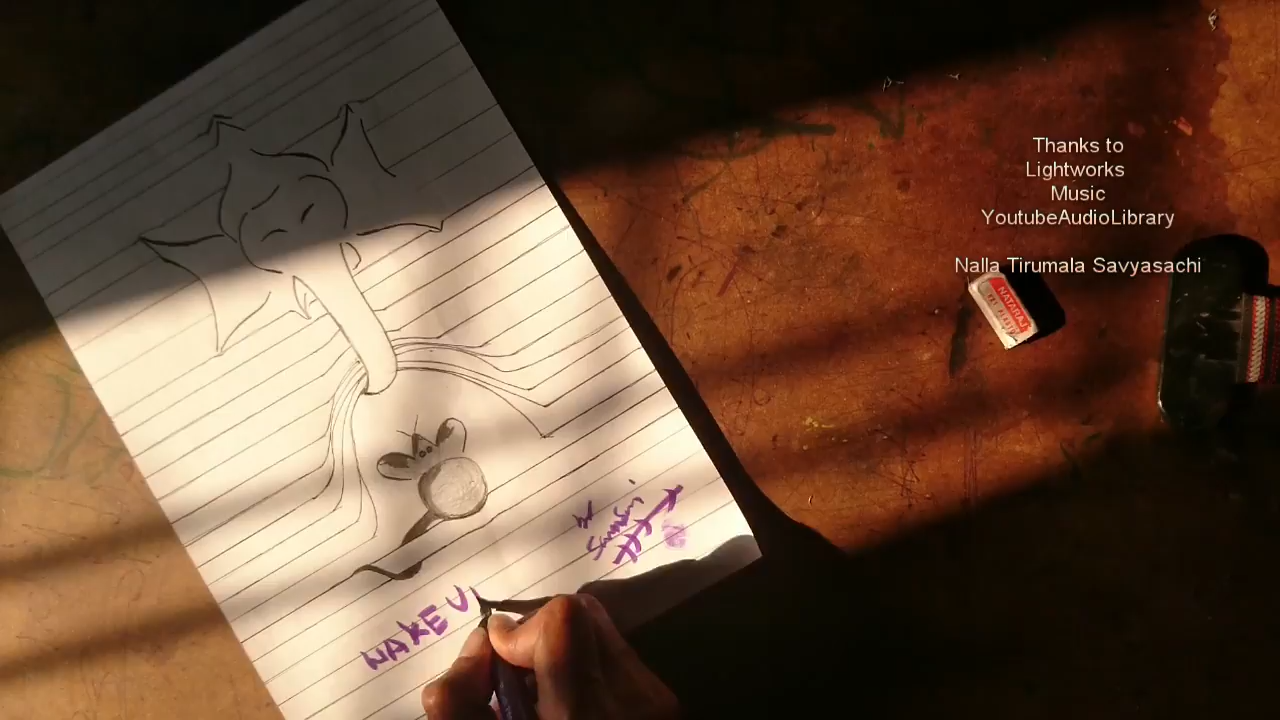 Thanks to
Lightworks
Music
YoutubeAudioLibrary
Nalla Tirumala Savyasachi
NATARAJ
WAKE U